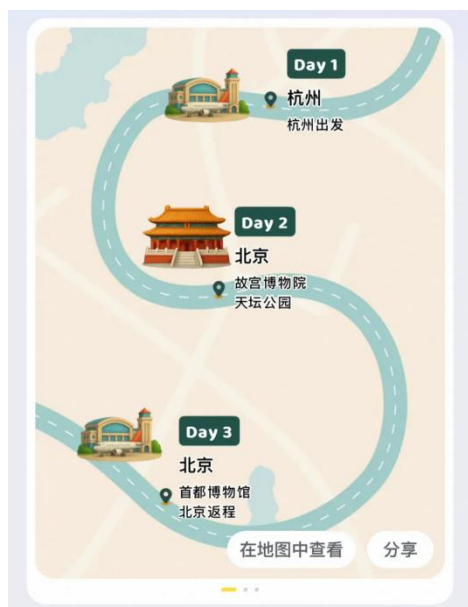 Day 1
杭州
杭州出发
Day 2
北京
故宫博物院
天坛公园
Day 3
北京
首都博物馆
北京返程
在地图中查看
分享